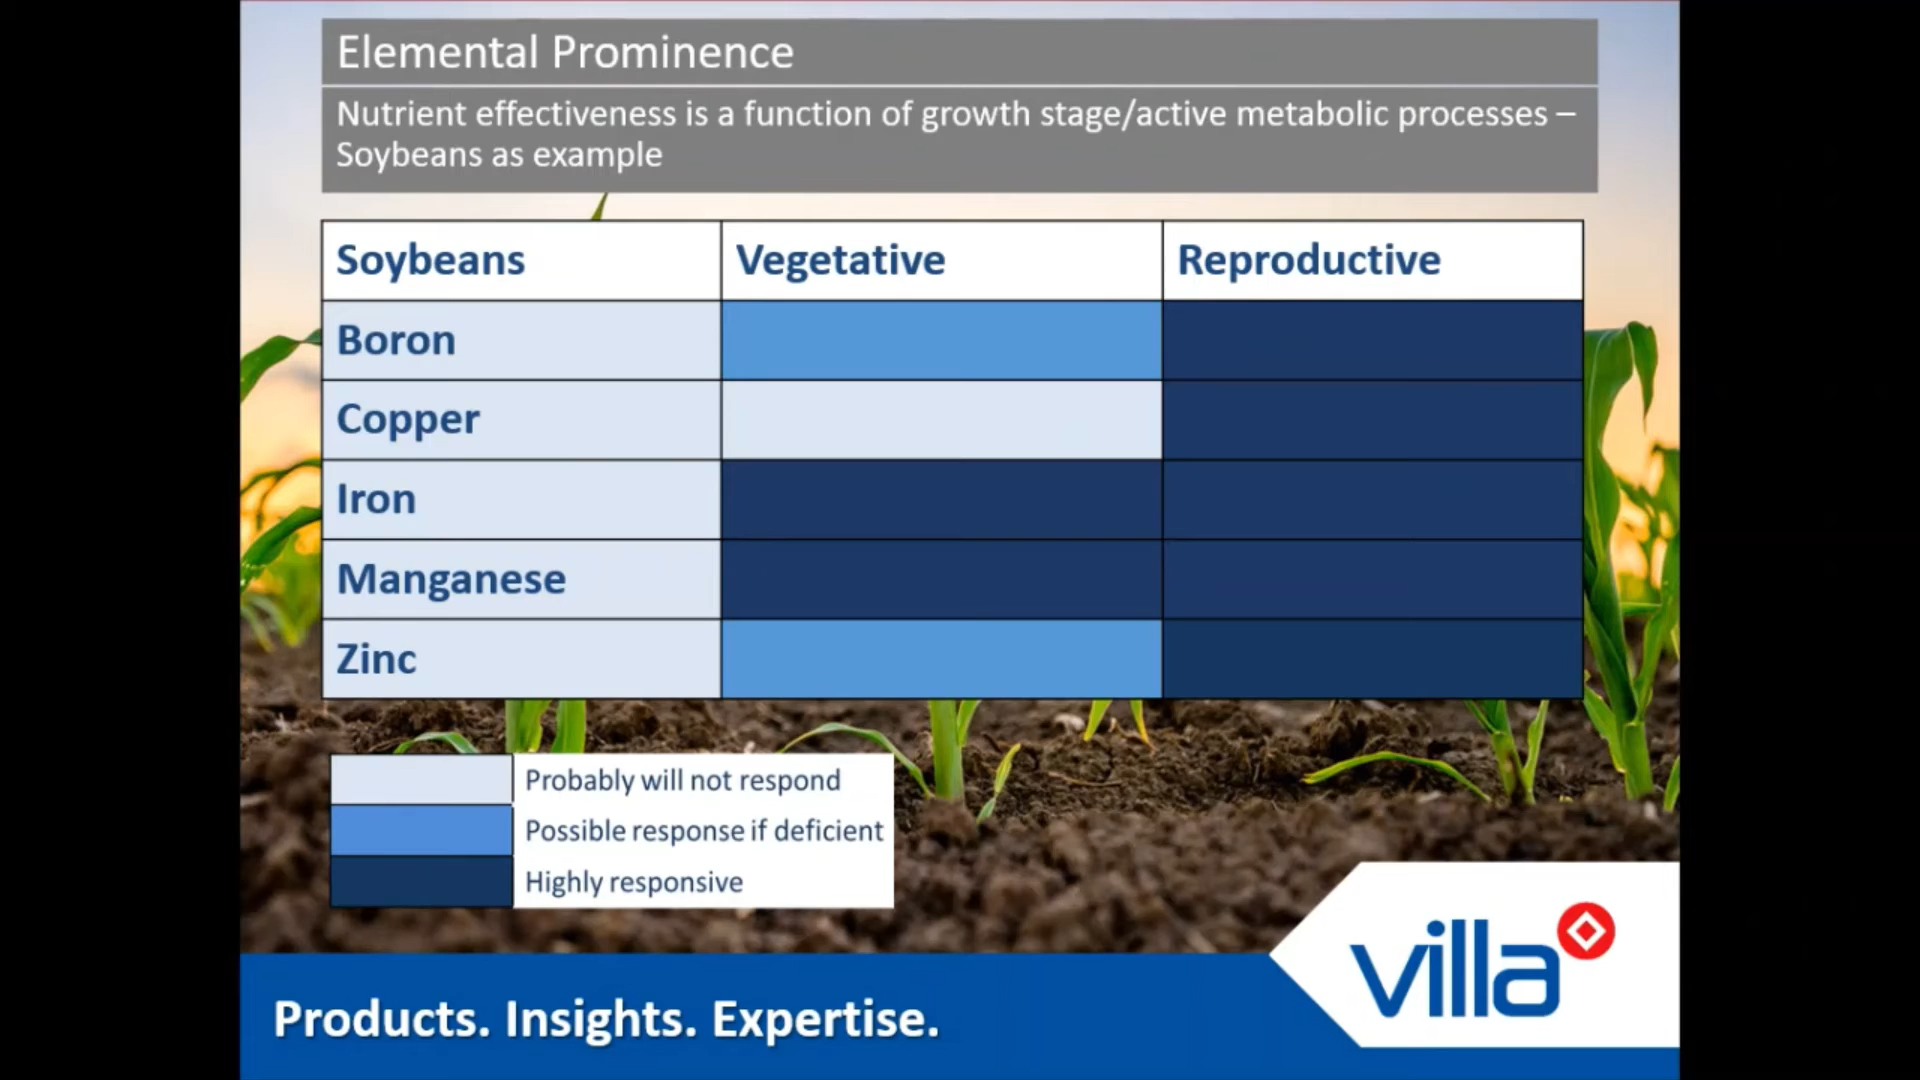 Elemental Prominence
Nutrient effectiveness is a function of growth stage/active metabolic processes –
Soybeans as example
Soybeans Vegetative Reproductive
Boron
Copper
Iron
Manganese
Zinc
Probably will not respond
Possible response if deficient
Highly responsive
villa
Products. Insights. Expertise.